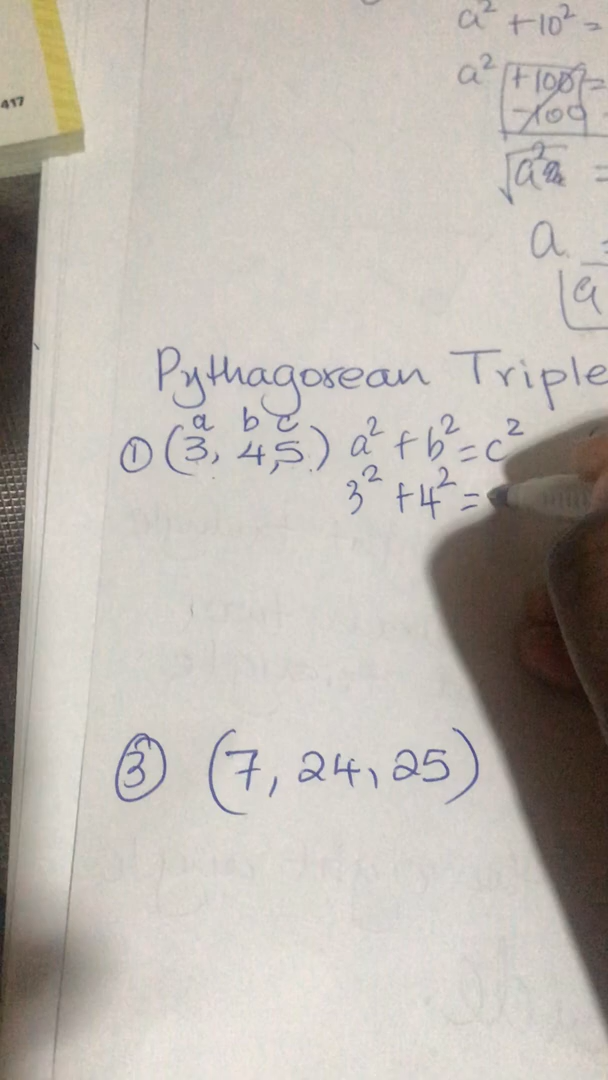 417
a² + 10² =
a² + 100 =
- 100
√a² =
a =
a
Pythagorean Triple
a b c
① (3, 4, 5) a² + b² = c²
3² + 4² =
③ (7, 24, 25)